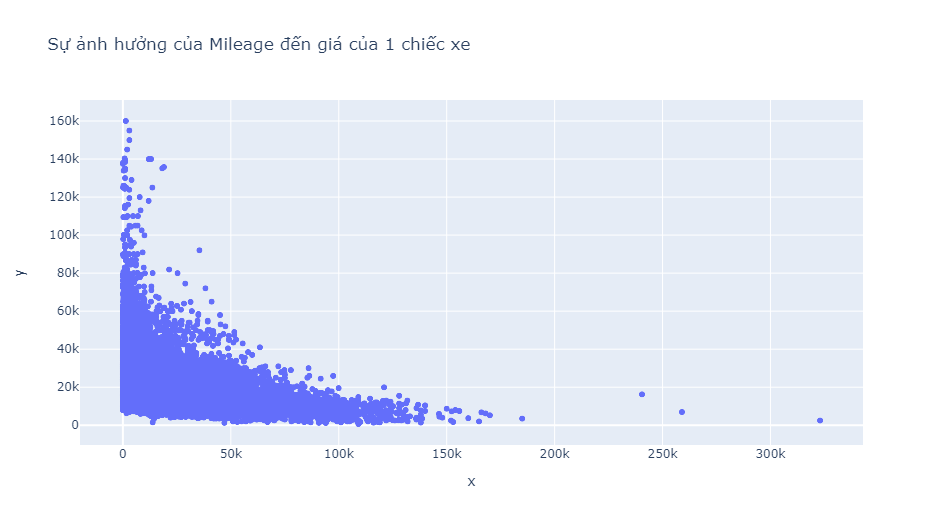 Sự ảnh hưởng của Mileage đến giá của 1 chiếc xe
160k
140k
120k
100k
80k
60k
40k
20k
0
y
0
50k
100k
150k
200k
250k
300k
x